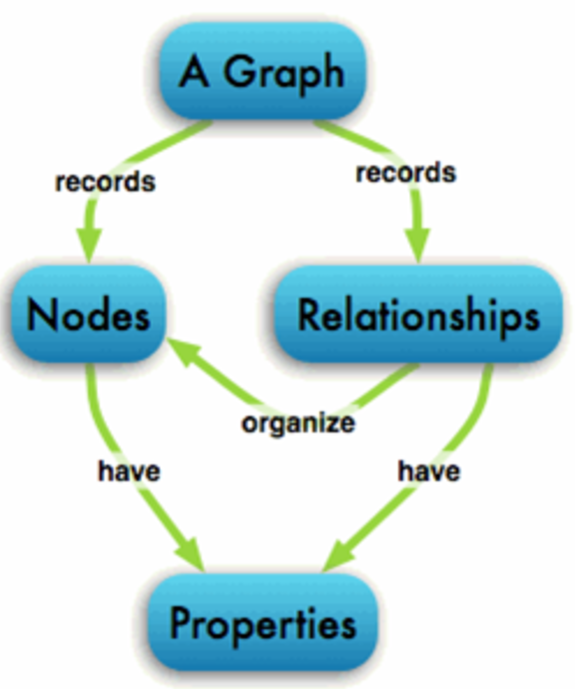 A Graph
records
records
Nodes
Relationships
organize
have
have
Properties